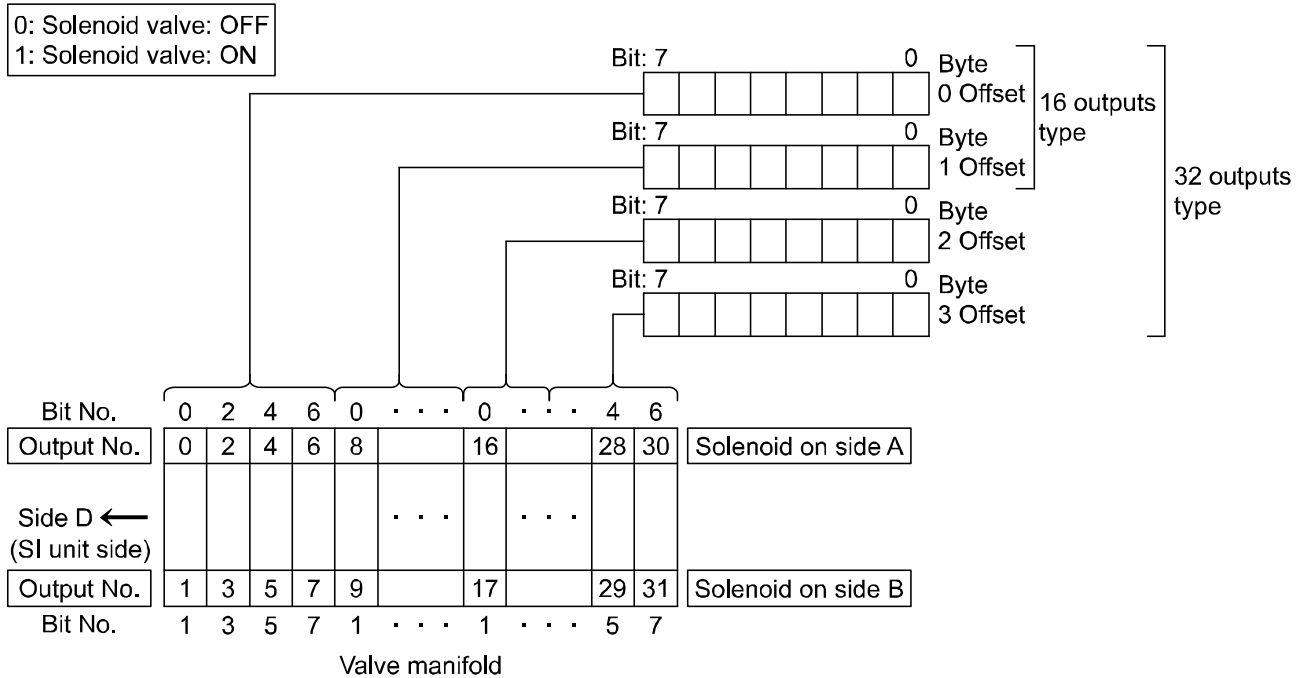 0: Solenoid valve: OFF
1: Solenoid valve: ON
Bit: 7 0 Byte
0 Offset
Bit: 7 0 Byte
1 Offset
16 outputs
type
Bit: 7 0 Byte
2 Offset
Bit: 7 0 Byte
3 Offset
32 outputs
type
Bit No. 0 2 4 6 0 · · · 0 · · · 4 6
Output No. 0 2 4 6 8 16 28 30 Solenoid on side A
Side D ← · · · · · ·
(SI unit side)
Output No. 1 3 5 7 9 17 29 31 Solenoid on side B
Bit No. 1 3 5 7 1 · · · 1 · · · 5 7
Valve manifold